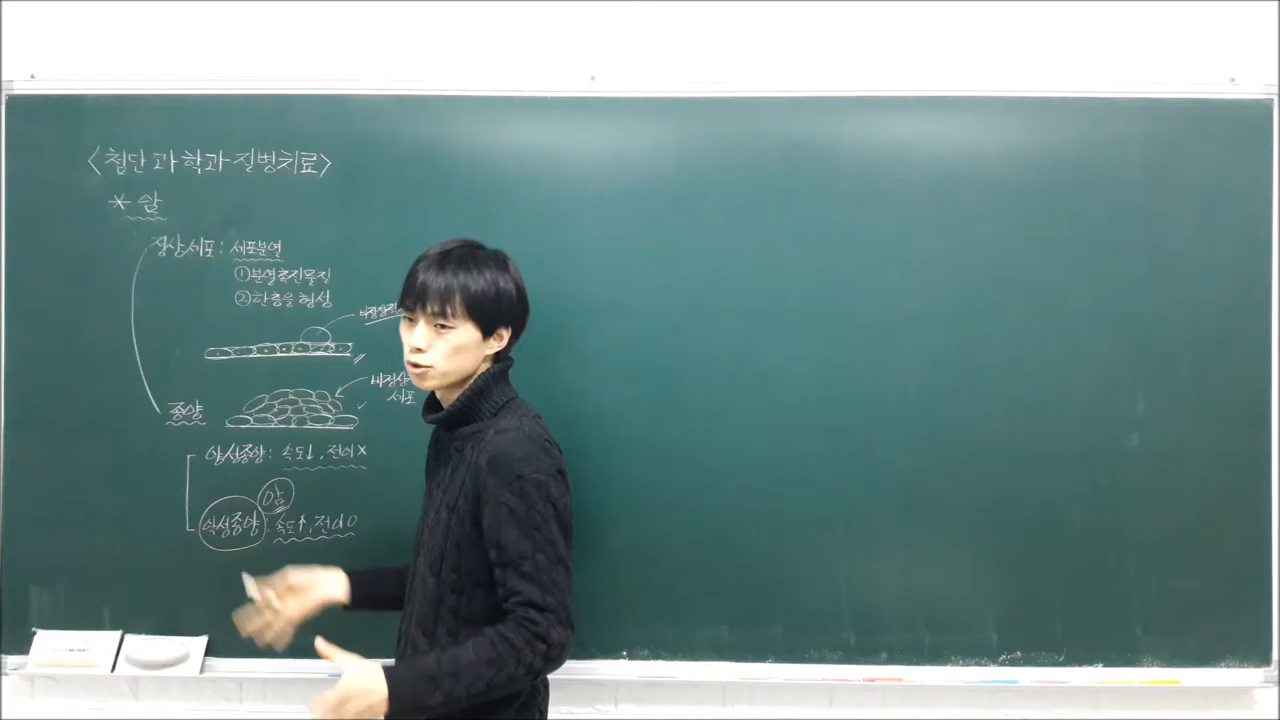 <첨단과학과 질병치료>
* 암
정상세포 : 세포분열
①분열촉진물질
②한층을 형성
비정상적
비정상
세포
종양
양성종양 : 속도↓, 전이X
암
악성종양 : 속도↑, 전이O